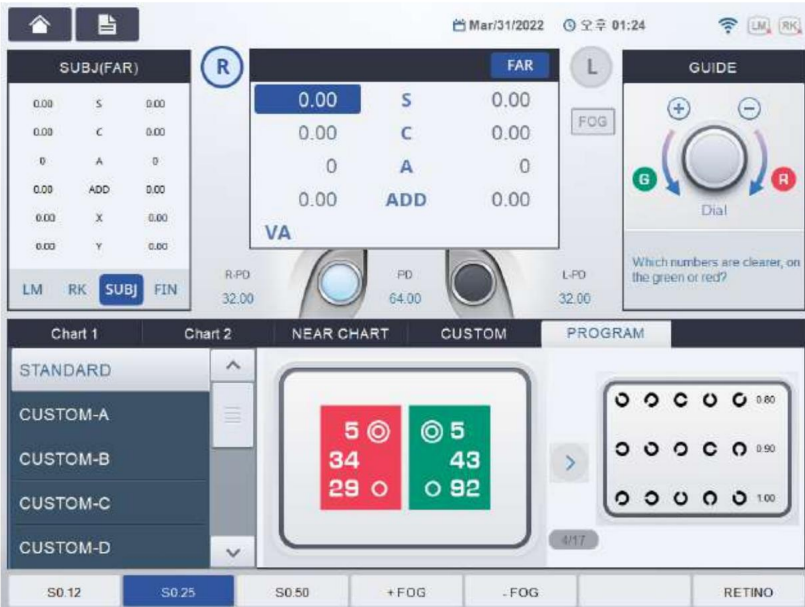 Mar/31/2022 오후 01:24 LM RK
SUBJ(FAR)
0.00 S 0.00
0.00 C 0.00
0 A 0
0.00 ADD 0.00
0.00 X 0.00
0.00 Y 0.00
LM RK SUBJ FIN
R
FAR
0.00 S 0.00
0.00 C 0.00
0 A 0
0.00 ADD 0.00
VA
L
FOG
R-PD
32.00
PD
64.00
L-PD
32.00
GUIDE
G R
Dial
Which numbers are clearer, on
the green or red?
Chart 1 Chart 2 NEAR CHART CUSTOM PROGRAM
STANDARD
CUSTOM-A
CUSTOM-B
CUSTOM-C
CUSTOM-D
5 5
34 43
29 92
0.80
0.90
1.00
4/17
S0.12 S0.25 S0.50 +FOG -FOG RETINO